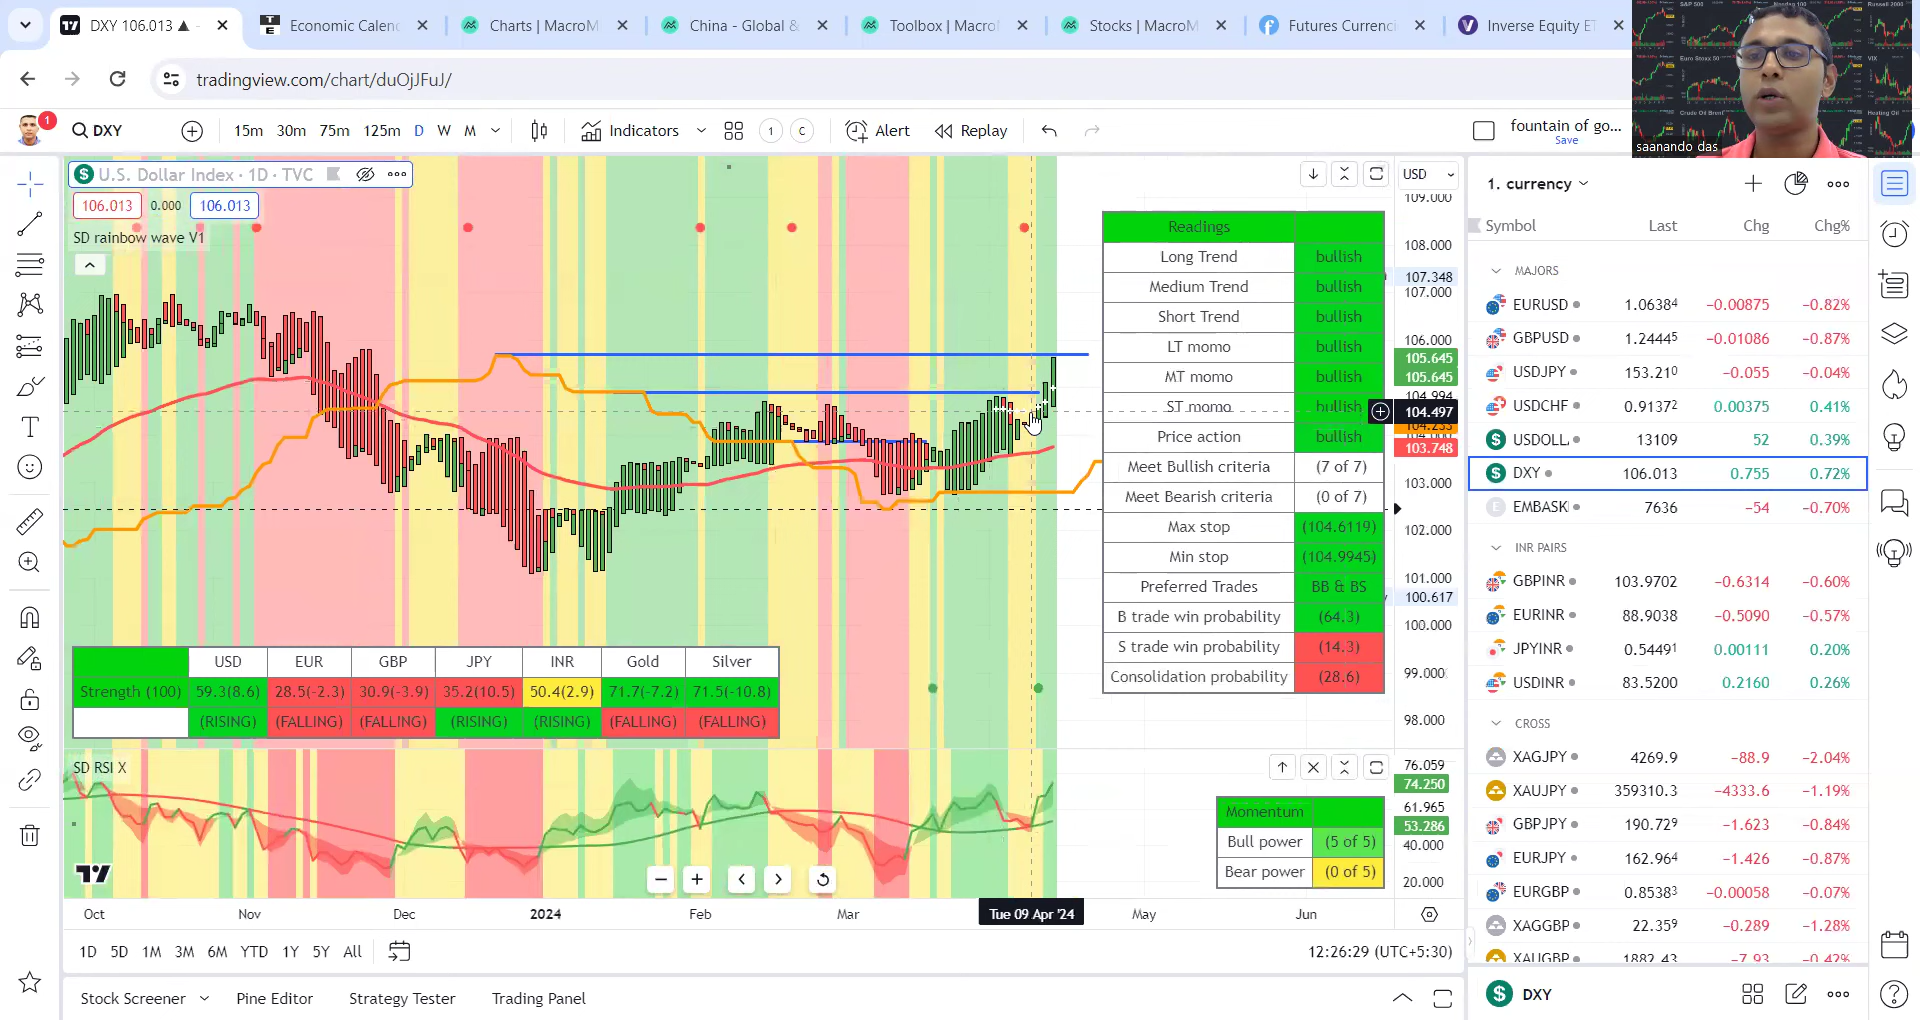 DXY 106.013 ▲ -
Economic Calen
Charts | MacroM
China - Global &
Toolbox | Macro
Stocks | MacroM
Futures Currenci
Inverse Equity ET
tradingview.com/chart/duOjJFuJ/
1
DXY
15m 30m 75m 125m D W M
Indicators
1
C
Alert
Replay
fountain of go...
Save
saanando das
U.S. Dollar Index · 1D · TVC
106.013 0.000 106.013
SD rainbow wave V1
USD
109.000
108.000
107.348
107.000
106.000
105.645
105.645
104.994
104.497
104.233
103.748
103.000
102.000
101.000
100.617
100.000
99.000
98.000
Readings
Long Trend bullish
Medium Trend bullish
Short Trend bullish
LT momo bullish
MT momo bullish
ST momo bullish
Price action bullish
Meet Bullish criteria (7 of 7)
Meet Bearish criteria (0 of 7)
Max stop (104.6119)
Min stop (104.9945)
Preferred Trades BB & BS
B trade win probability (64.3)
S trade win probability (14.3)
Consolidation probability (28.6)
USD EUR GBP JPY INR Gold Silver
Strength (100) 59.3(8.6) 28.5(-2.3) 30.9(-3.9) 35.2(10.5) 50.4(2.9) 71.7(-7.2) 71.5(-10.8)
(RISING) (FALLING) (FALLING) (RISING) (RISING) (FALLING) (FALLING)
SD RSI X
76.059
74.250
61.965
53.286
40.000
20.000
Momentum
Bull power (5 of 5)
Bear power (0 of 5)
Oct Nov Dec 2024 Feb Mar Tue 09 Apr '24 May Jun
1D 5D 1M 3M 6M YTD 1Y 5Y All
12:26:29 (UTC+5:30)
Stock Screener Pine Editor Strategy Tester Trading Panel
1. currency
Symbol Last Chg Chg%
MAJORS
EURUSD 1.06384 −0.00875 −0.82%
GBPUSD 1.24445 −0.01086 −0.87%
USDJPY 153.210 −0.055 −0.04%
USDCHF 0.91372 0.00375 0.41%
USDOLL 13109 52 0.39%
DXY 106.013 0.755 0.72%
E EMBASK 7636 −54 −0.70%
INR PAIRS
GBPINR 103.9702 −0.6314 −0.60%
EURINR 88.9038 −0.5090 −0.57%
JPYINR 0.54491 0.00111 0.20%
USDINR 83.5200 0.2160 0.26%
CROSS
XAGJPY 4269.9 −88.9 −2.04%
XAUJPY 359310.3 −4333.6 −1.19%
GBPJPY 190.729 −1.623 −0.84%
EURJPY 162.964 −1.426 −0.87%
EURGBP 0.85383 −0.00058 −0.07%
XAGGBP 22.359 −0.289 −1.28%
XAUGBP 1882.43 −7.93 −0.42%
DXY